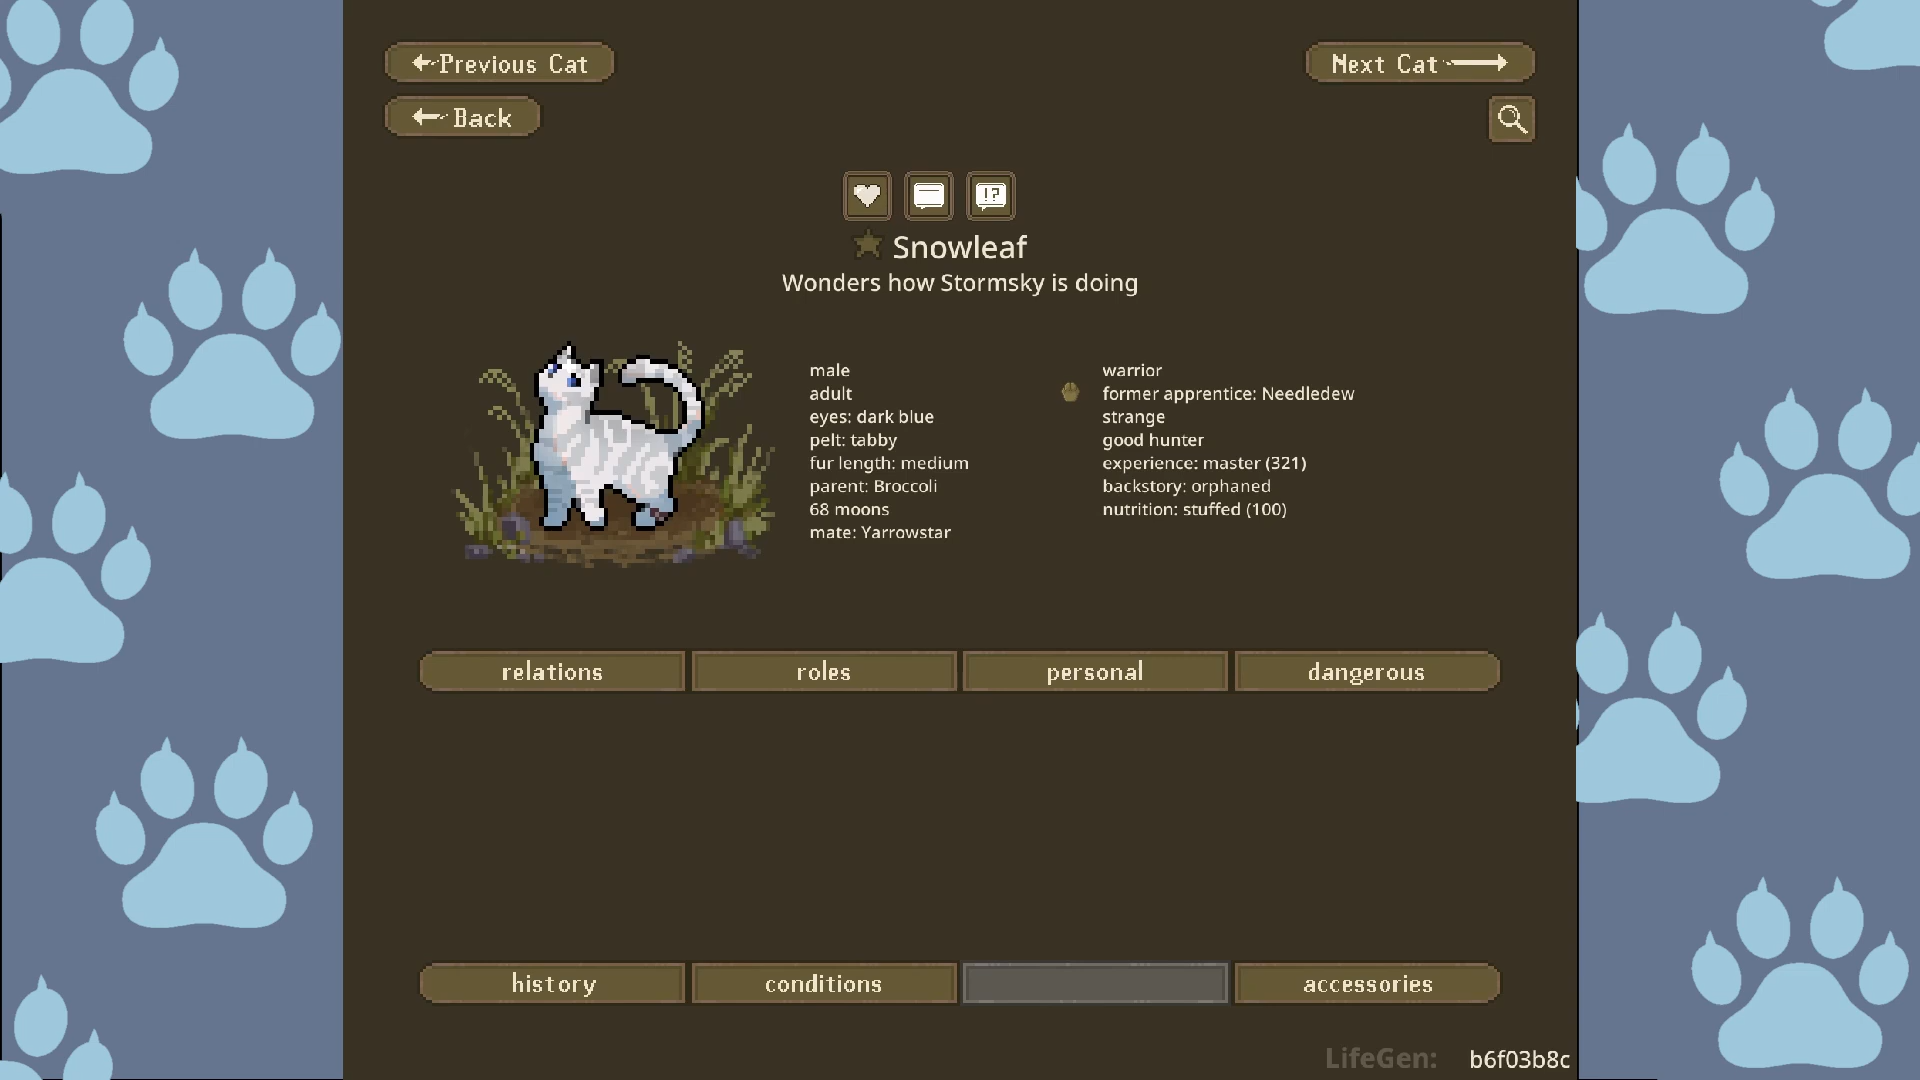 Previous Cat
Next Cat
Back
!?
Snowleaf
Wonders how Stormsky is doing
male
adult
eyes: dark blue
pelt: tabby
fur length: medium
parent: Broccoli
68 moons
mate: Yarrowstar
warrior
former apprentice: Needledew
strange
good hunter
experience: master (321)
backstory: orphaned
nutrition: stuffed (100)
relations
roles
personal
dangerous
history
conditions
accessories
LifeGen: b6f03b8c